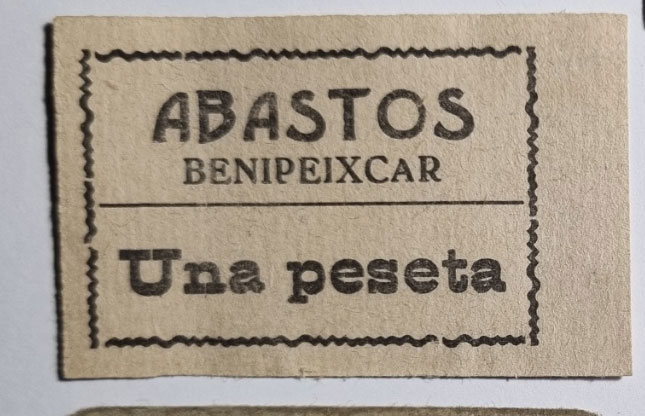 ABASTOS
BENIPEIXCAR
Una peseta